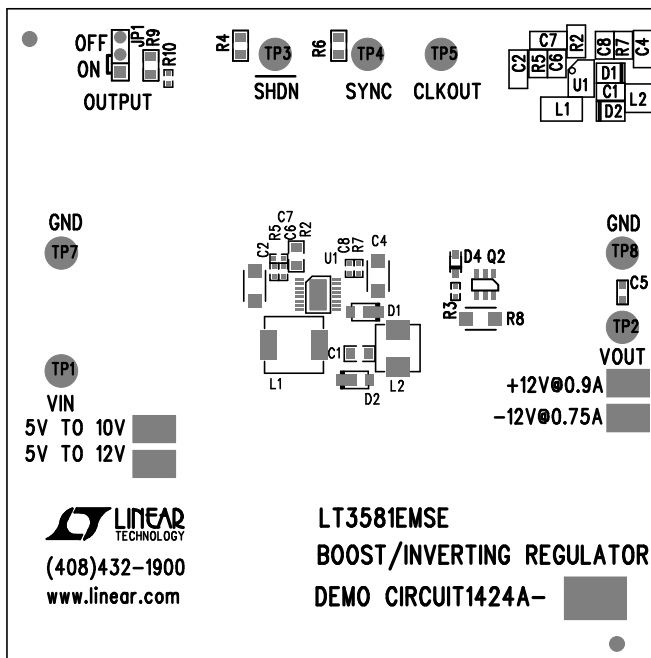 OFF
ON
JP1
R9
R10
OUTPUT
R4
TP3
SHDN
R6
TP4
SYNC
TP5
CLKOUT
C7
R2
C2
R5
C6
U1
L1
C8
R7
C4
D1
C1
D2
L2
GND
TP7
GND
TP8
C5
TP2
VOUT
C7
C6
R5
R2
C2
U1
C8
R7
C4
D4 Q2
R3
R8
D1
C1
L1
L2
D2
TP1
VIN
5V TO 10V
5V TO 12V
+12V@0.9A
-12V@0.75A
LT LINEAR
TECHNOLOGY
(408)432-1900
www.linear.com
LT3581EMSE
BOOST/INVERTING REGULATOR
DEMO CIRCUIT1424A-